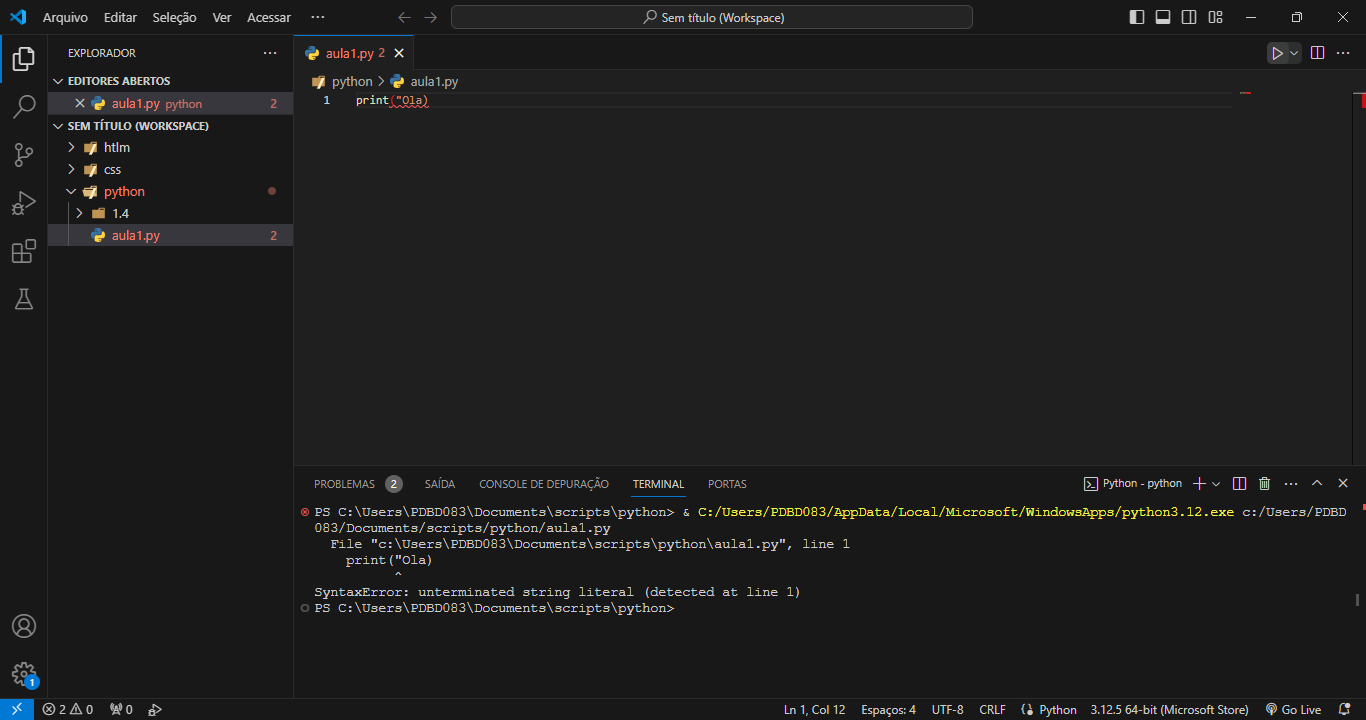 Arquivo Editar Seleção Ver Acessar ··· Sem título (Workspace)
EXPLORADOR ···
EDITORES ABERTOS
aula1.py python 2
SEM TÍTULO (WORKSPACE)
htlm
css
python
1.4
aula1.py 2
aula1.py 2
python > aula1.py
1 print("Ola)
PROBLEMAS 2 SAÍDA CONSOLE DE DEPURAÇÃO TERMINAL PORTAS Python - python
PS C:\Users\PDBD083\Documents\scripts\python> & C:/Users/PDBD083/AppData/Local/Microsoft/WindowsApps/python3.12.exe c:/Users/PDBD
083/Documents/scripts/python/aula1.py
File "c:\Users\PDBD083\Documents\scripts\python\aula1.py", line 1
print("Ola)
^
SyntaxError: unterminated string literal (detected at line 1)
PS C:\Users\PDBD083\Documents\scripts\python>
1
2 0 0 Ln 1, Col 12 Espaços: 4 UTF-8 CRLF Python 3.12.5 64-bit (Microsoft Store) Go Live